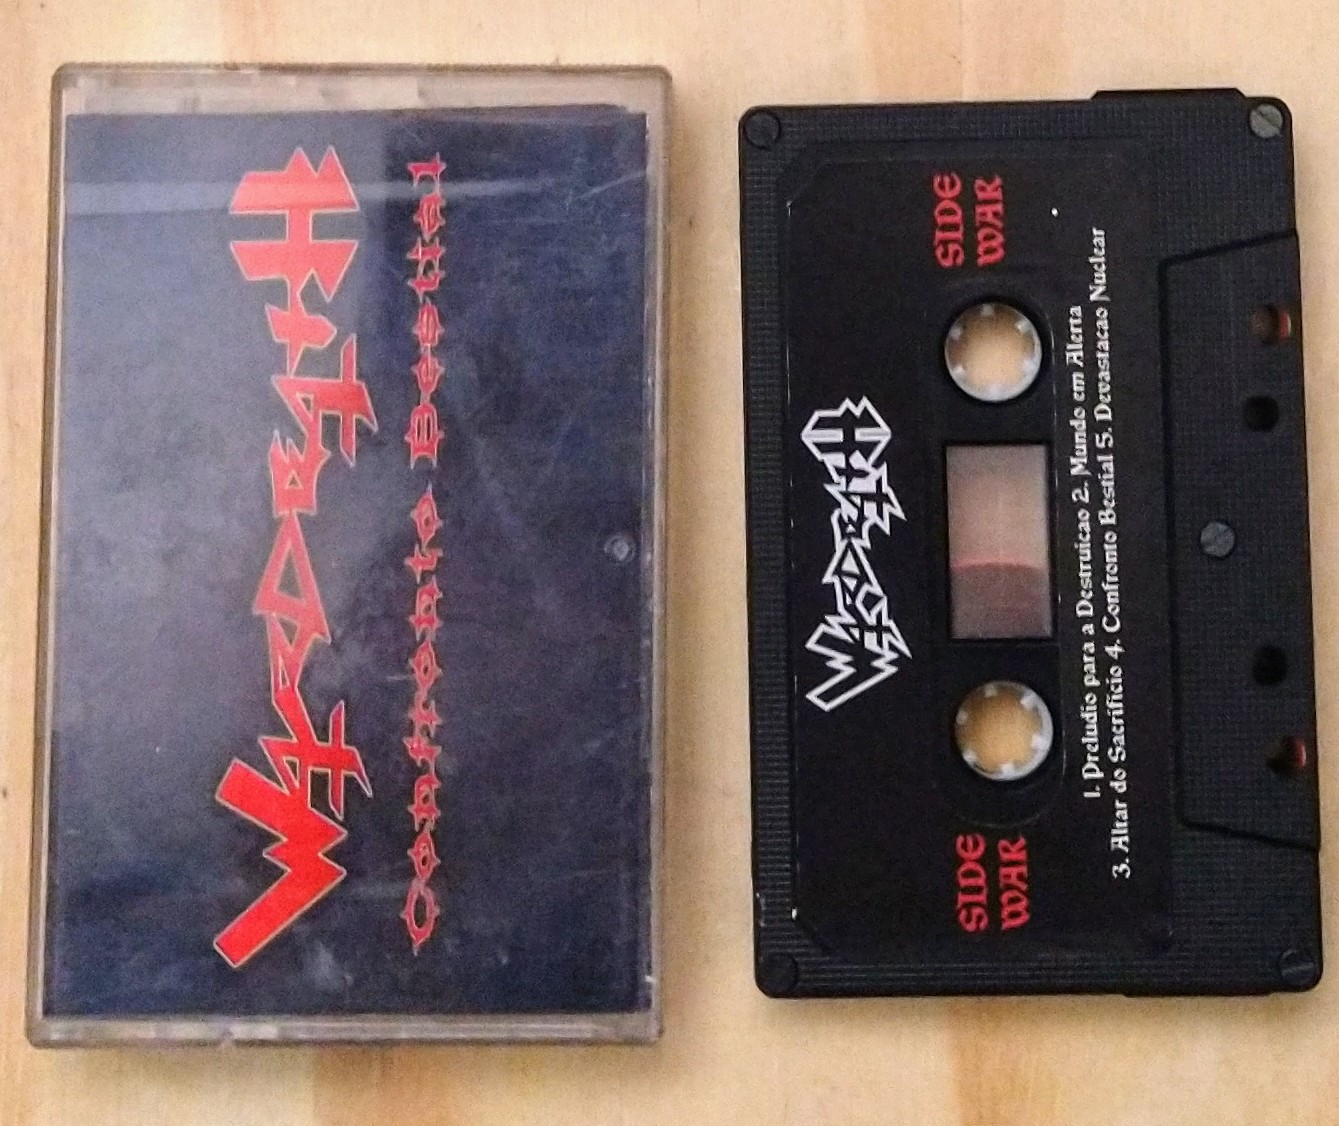 Confronto Bestial
SIDE
WAR
SIDE
WAR
1. Preludio para a Destruicao 2. Mundo em Alerta
3. Altar do Sacrificio 4. Confronto Bestial 5. Devastacao Nuclear